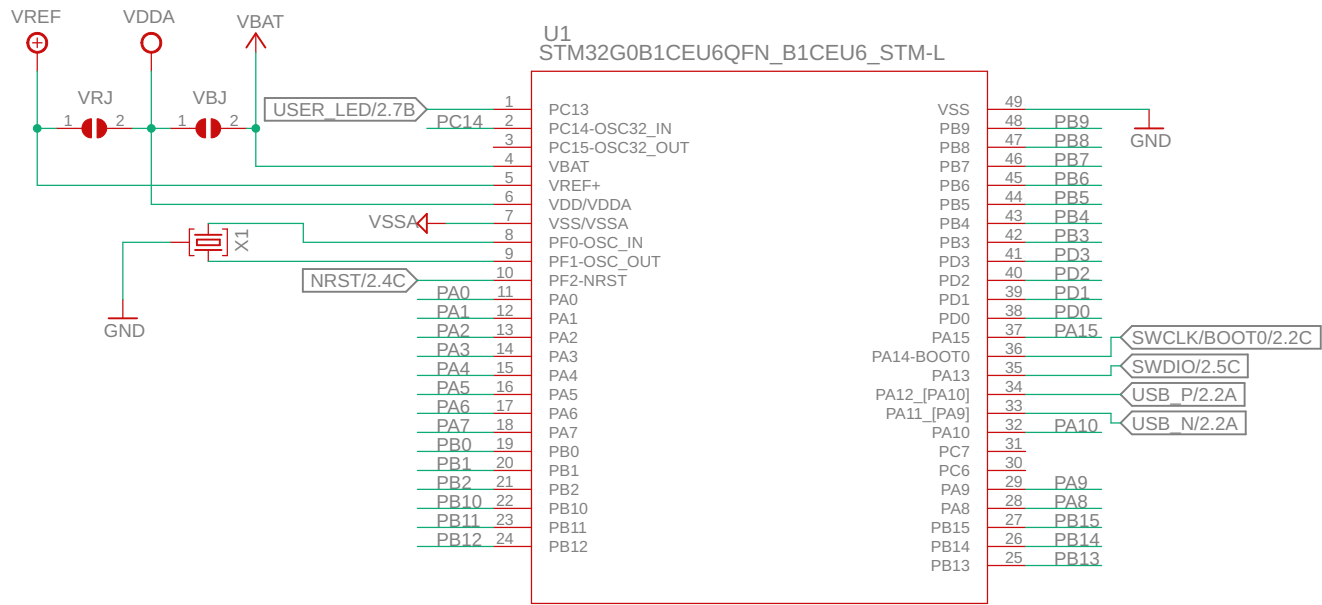 VREF
VDDA
VBAT
VRJ
1 2
VBJ
1 2
U1
STM32G0B1CEU6QFN_B1CEU6_STM-L
USER_LED/2.7B 1 PC13
PC14 2 PC14-OSC32_IN
3 PC15-OSC32_OUT
4 VBAT
5 VREF+
6 VDD/VDDA
VSSA 7 VSS/VSSA
8 PF0-OSC_IN
X1
9 PF1-OSC_OUT
NRST/2.4C 10 PF2-NRST
GND
PA0 11 PA0
PA1 12 PA1
PA2 13 PA2
PA3 14 PA3
PA4 15 PA4
PA5 16 PA5
PA6 17 PA6
PA7 18 PA7
PB0 19 PB0
PB1 20 PB1
PB2 21 PB2
PB10 22 PB10
PB11 23 PB11
PB12 24 PB12
VSS 49
GND
PB9 48 PB9
PB8 47 PB8
PB7 46 PB7
PB6 45 PB6
PB5 44 PB5
PB4 43 PB4
PB3 42 PB3
PD3 41 PD3
PD2 40 PD2
PD1 39 PD1
PD0 38 PD0
PA15 37 PA15
PA14-BOOT0 36 SWCLK/BOOT0/2.2C
PA13 35 SWDIO/2.5C
PA12_[PA10] 34 USB_P/2.2A
PA11_[PA9] 33 USB_N/2.2A
PA10 32 PA10
PC7 31
PC6 30
PA9 29 PA9
PA8 28 PA8
PB15 27 PB15
PB14 26 PB14
PB13 25 PB13